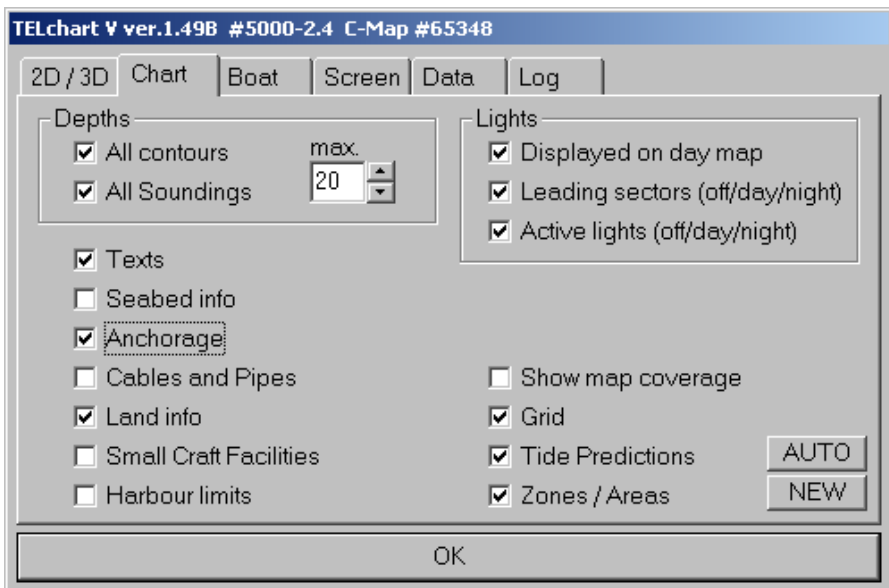 TELchart V ver.1.49B #5000-2.4 C-Map #65348
2D / 3D Chart Boat Screen Data Log
Depths
All contours
max.
All Soundings
20
Lights
Displayed on day map
Leading sectors (off/day/night)
Active lights (off/day/night)
Texts
Seabed info
Anchorage
Cables and Pipes
Land info
Small Craft Facilities
Harbour limits
Show map coverage
Grid
Tide Predictions
AUTO
Zones / Areas
NEW
OK